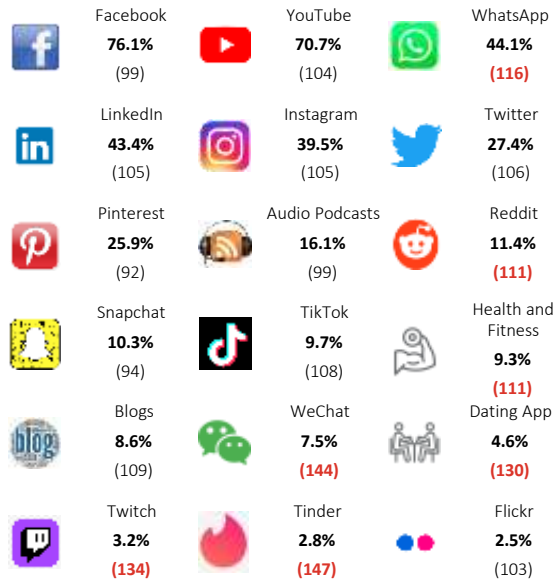 Facebook
76.1%
(99)
YouTube
70.7%
(104)
WhatsApp
44.1%
(116)
LinkedIn
43.4%
(105)
Instagram
39.5%
(105)
Twitter
27.4%
(106)
Pinterest
25.9%
(92)
Audio Podcasts
16.1%
(99)
Reddit
11.4%
(111)
Snapchat
10.3%
(94)
TikTok
9.7%
(108)
Health and
Fitness
9.3%
(111)
blog
Blogs
8.6%
(109)
WeChat
7.5%
(144)
Dating App
4.6%
(130)
Twitch
3.2%
(134)
Tinder
2.8%
(147)
Flickr
2.5%
(103)
in